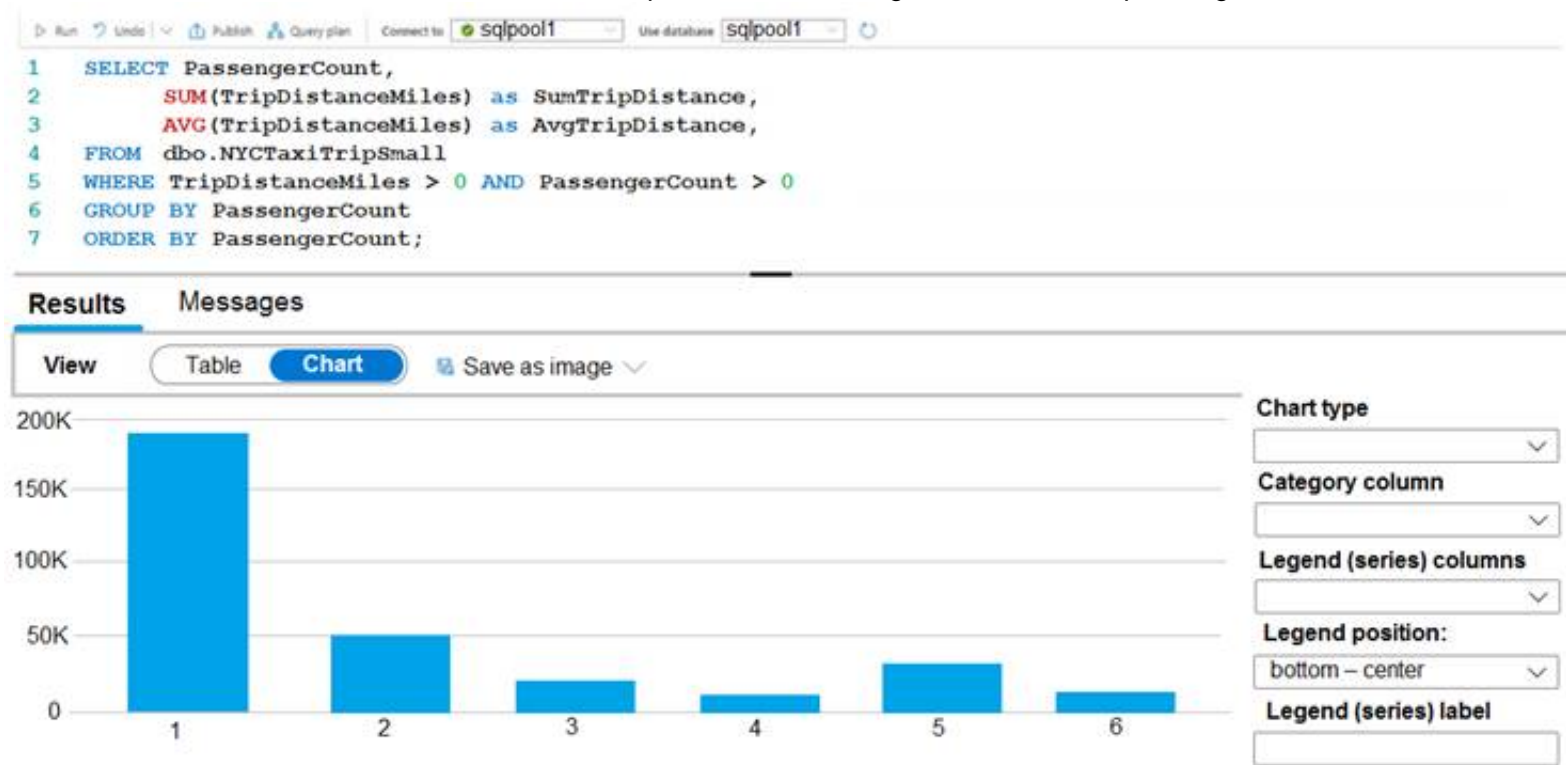 Run Undo Publish Query plan Connect to sqlpool1 Use database sqlpool1
1 SELECT PassengerCount,
2 SUM(TripDistanceMiles) as SumTripDistance,
3 AVG(TripDistanceMiles) as AvgTripDistance,
4 FROM dbo.NYCTaxiTripSmall
5 WHERE TripDistanceMiles > 0 AND PassengerCount > 0
6 GROUP BY PassengerCount
7 ORDER BY PassengerCount;
Results Messages
View Table Chart Save as image
200K
150K
100K
50K
0
1 2 3 4 5 6
Chart type
Category column
Legend (series) columns
Legend position:
bottom – center
Legend (series) label